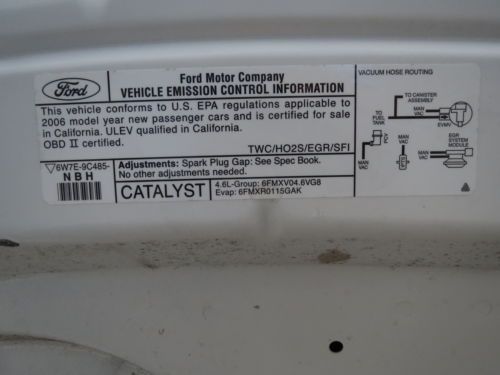 Ford
Ford Motor Company
VEHICLE EMISSION CONTROL INFORMATION
This vehicle conforms to U.S. EPA regulations applicable to
2006 model year new passenger cars and is certified for sale
in California. ULEV qualified in California.
OBD II certified.
TWC/HO2S/EGR/SFI
6W7E-9C485-
NBH
Adjustments: Spark Plug Gap: See Spec Book.
No other adjustments needed.
CATALYST
4.6L-Group: 6FMXV04.6VG8
Evap: 6FMXR0115GAK
VACUUM HOSE ROUTING
TO CANISTER
ASSEMBLY
TO
FUEL
TANK
MAN
VAC
EVMV
PCV
MAN
VAC
MAN
VAC
EGR
SYSTEM
MODULE